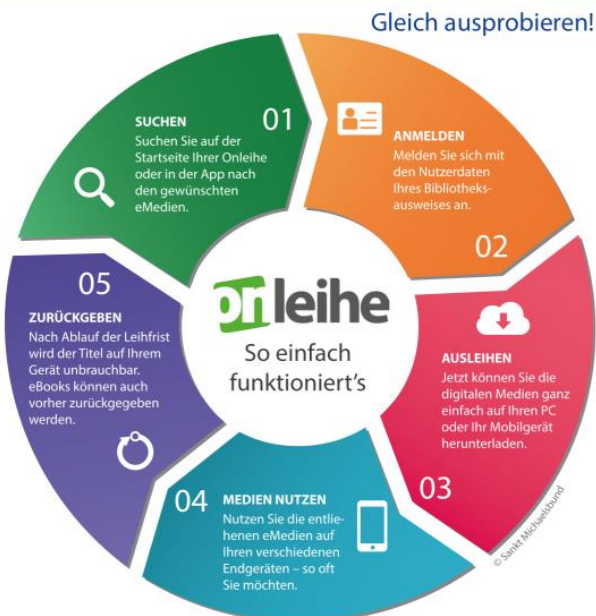 Gleich ausprobieren!
SUCHEN
01
Suchen Sie auf der
Startseite Ihrer Onleihe
oder in der App nach
den gewünschten
eMedien.
ANMELDEN
Melden Sie sich mit
den Nutzerdaten
Ihres Bibliotheks-
ausweises an.
02
AUSLEIHEN
Jetzt können Sie die
digitalen Medien ganz
einfach auf Ihren PC
oder Ihr Mobilgerät
herunterladen.
03
© Sankt Michaelsbund
04
MEDIEN NUTZEN
Nutzen Sie die entlie-
henen eMedien auf
Ihren verschiedenen
Endgeräten – so oft
Sie möchten.
05
ZURÜCKGEBEN
Nach Ablauf der Leihfrist
wird der Titel auf Ihrem
Gerät unbrauchbar.
eBooks können auch
vorher zurückgegeben
werden.
onleihe
So einfach
funktioniert's